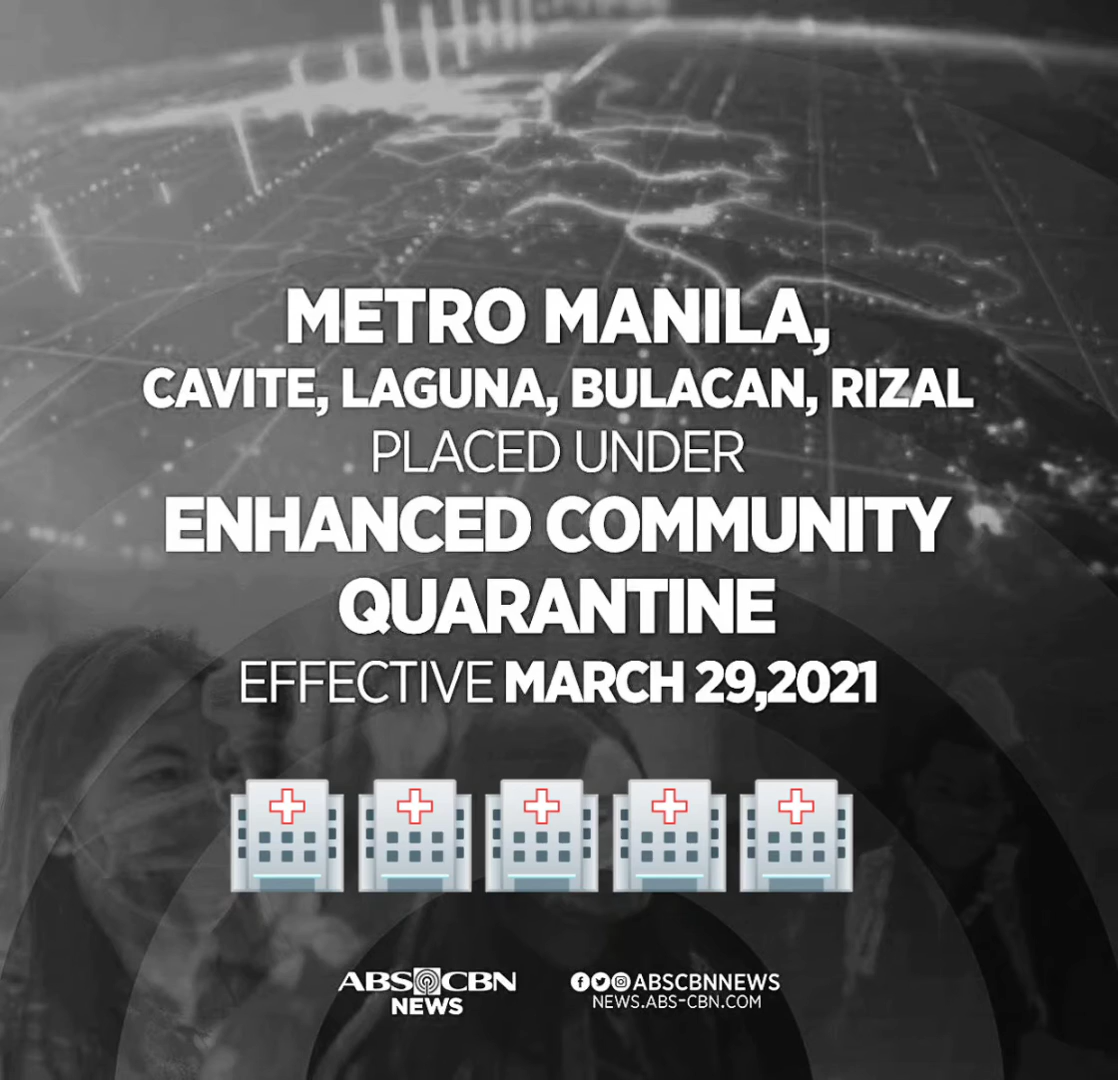 METRO MANILA,
CAVITE, LAGUNA, BULACAN, RIZAL
PLACED UNDER
ENHANCED COMMUNITY
QUARANTINE
EFFECTIVE MARCH 29,2021
ABS CBN
NEWS
ABSCBNNEWS
NEWS.ABS-CBN.COM